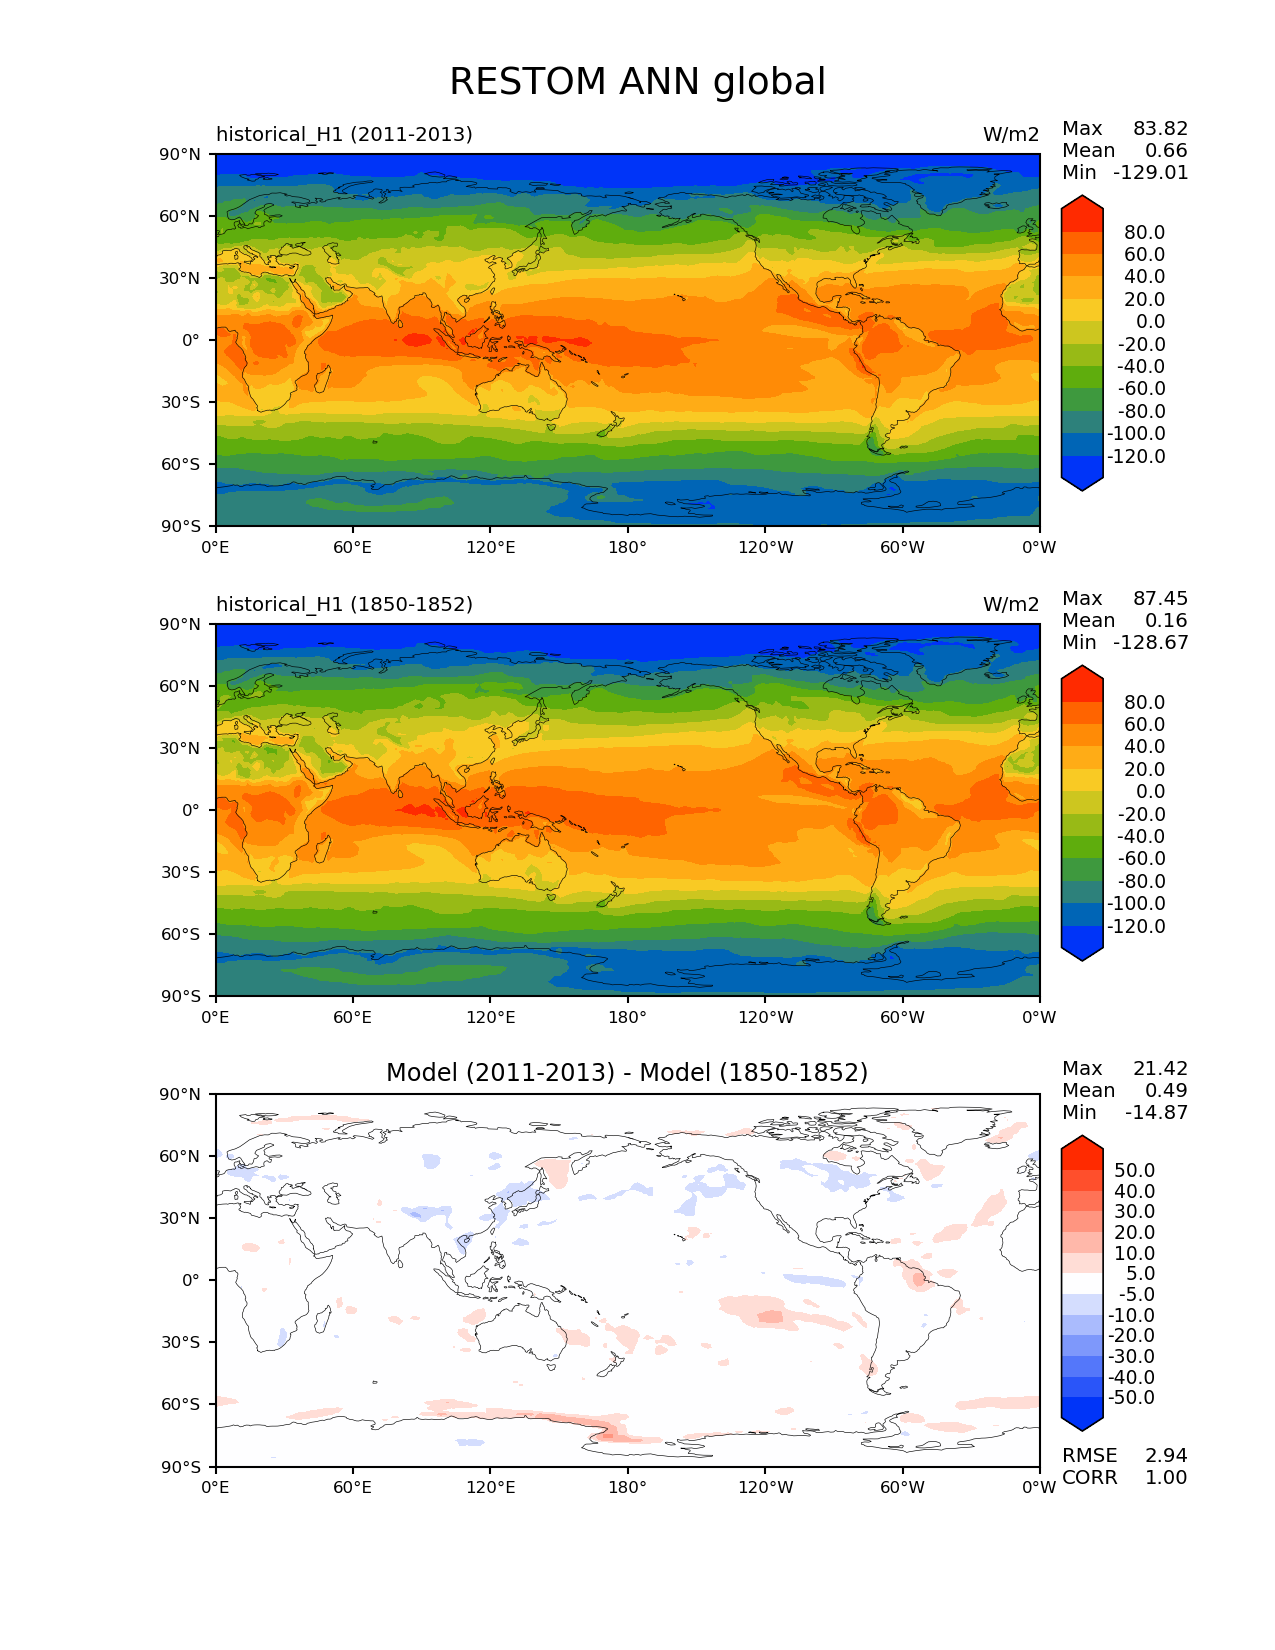 RESTOM ANN global
historical_H1 (2011-2013) W/m2
Max 83.82
Mean 0.66
Min -129.01
90°N
60°N
30°N
0°
30°S
60°S
90°S
0°E 60°E 120°E 180° 120°W 60°W 0°W
80.0
60.0
40.0
20.0
0.0
-20.0
-40.0
-60.0
-80.0
-100.0
-120.0
historical_H1 (1850-1852) W/m2
Max 87.45
Mean 0.16
Min -128.67
90°N
60°N
30°N
0°
30°S
60°S
90°S
0°E 60°E 120°E 180° 120°W 60°W 0°W
80.0
60.0
40.0
20.0
0.0
-20.0
-40.0
-60.0
-80.0
-100.0
-120.0
Model (2011-2013) - Model (1850-1852)
Max 21.42
Mean 0.49
Min -14.87
90°N
60°N
30°N
0°
30°S
60°S
90°S
0°E 60°E 120°E 180° 120°W 60°W 0°W
50.0
40.0
30.0
20.0
10.0
5.0
-5.0
-10.0
-20.0
-30.0
-40.0
-50.0
RMSE 2.94
CORR 1.00